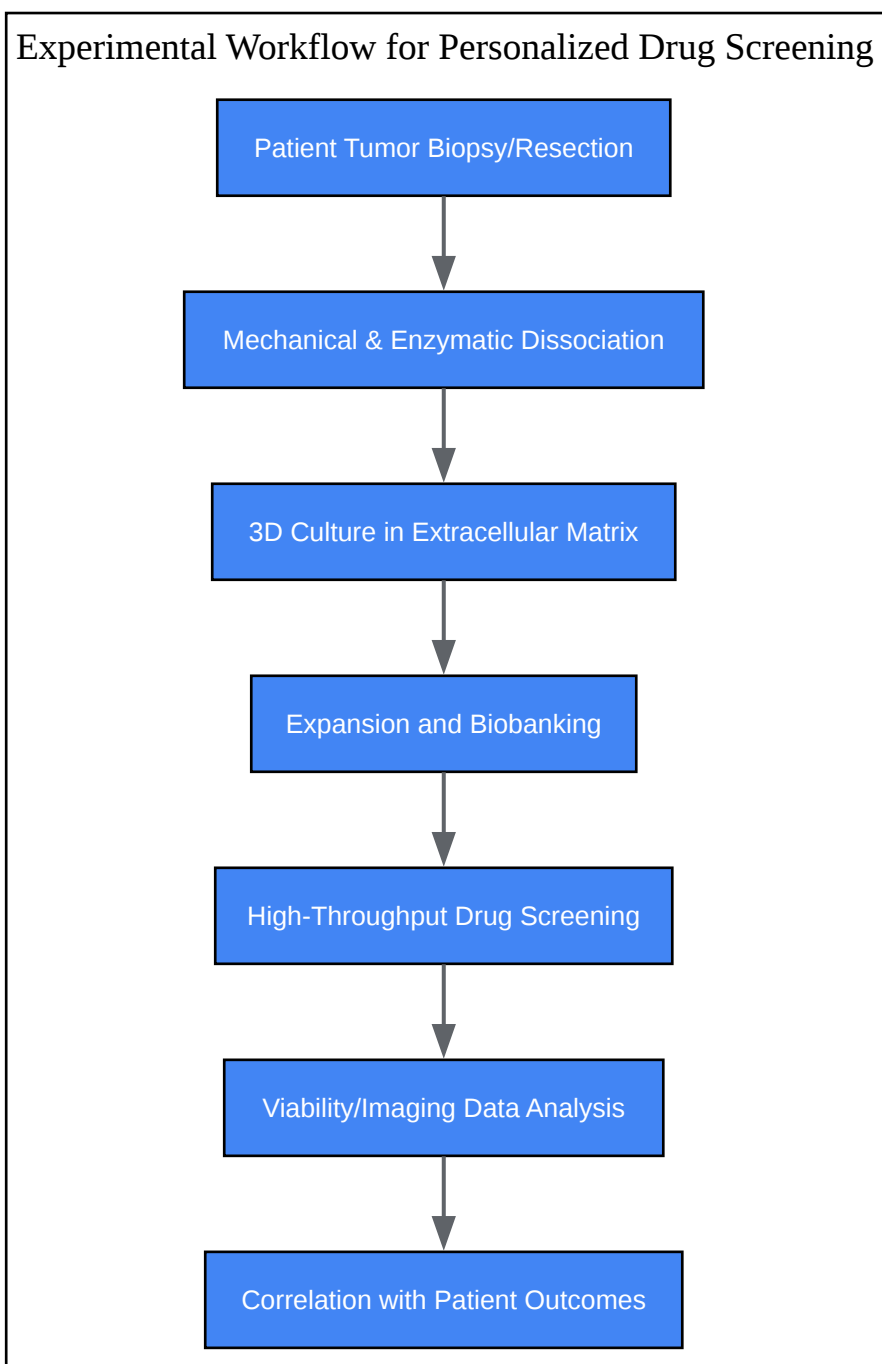 Experimental Workflow for Personalized Drug Screening
Patient Tumor Biopsy/Resection
Mechanical & Enzymatic Dissociation
3D Culture in Extracellular Matrix
Expansion and Biobanking
High-Throughput Drug Screening
Viability/Imaging Data Analysis
Correlation with Patient Outcomes